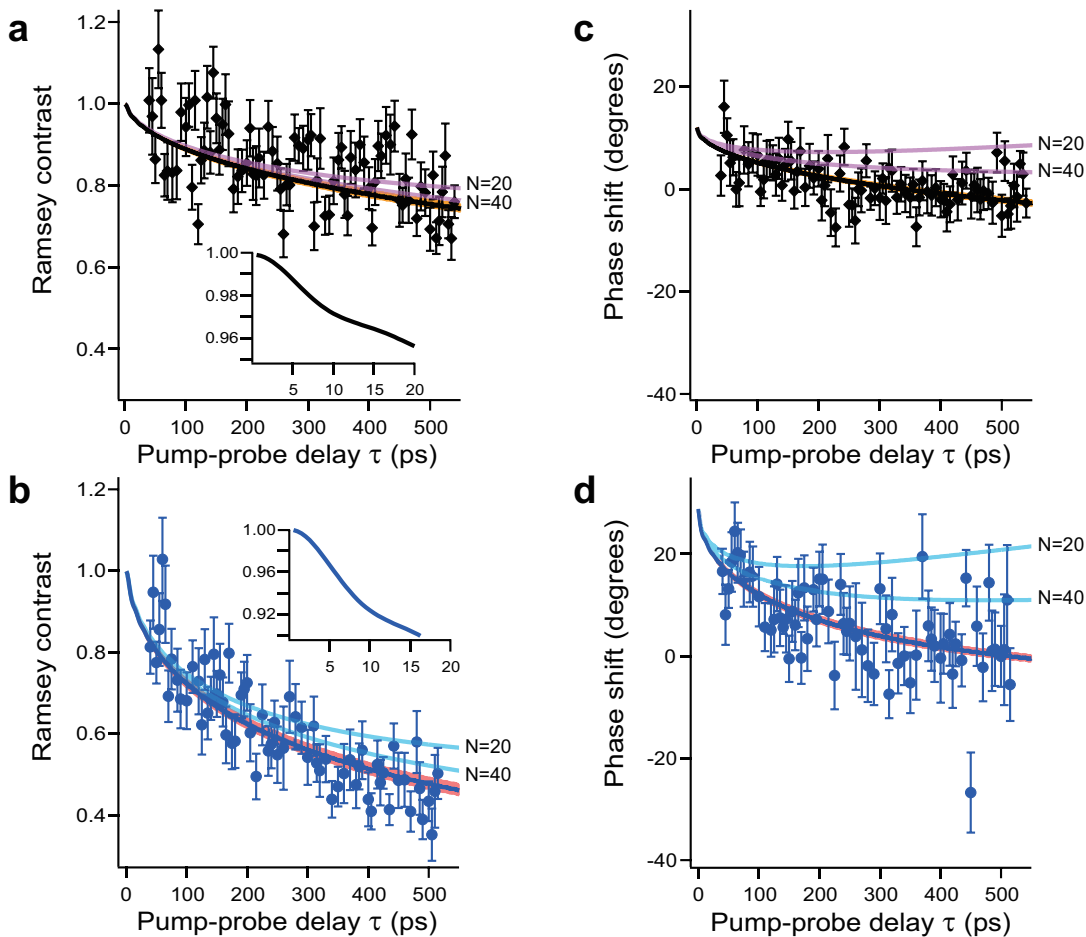 a
Ramsey contrast
1.2
1.0
0.8
0.6
0.4
N=20
N=40
1.00
0.98
0.96
5 10 15 20
0 100 200 300 400 500
Pump-probe delay τ (ps)
c
Phase shift (degrees)
20
0
-20
-40
N=20
N=40
0 100 200 300 400 500
Pump-probe delay τ (ps)
b
Ramsey contrast
1.2
1.0
0.8
0.6
0.4
1.00
0.96
0.92
5 10 15 20
N=20
N=40
0 100 200 300 400 500
Pump-probe delay τ (ps)
d
Phase shift (degrees)
20
0
-20
-40
N=20
N=40
0 100 200 300 400 500
Pump-probe delay τ (ps)